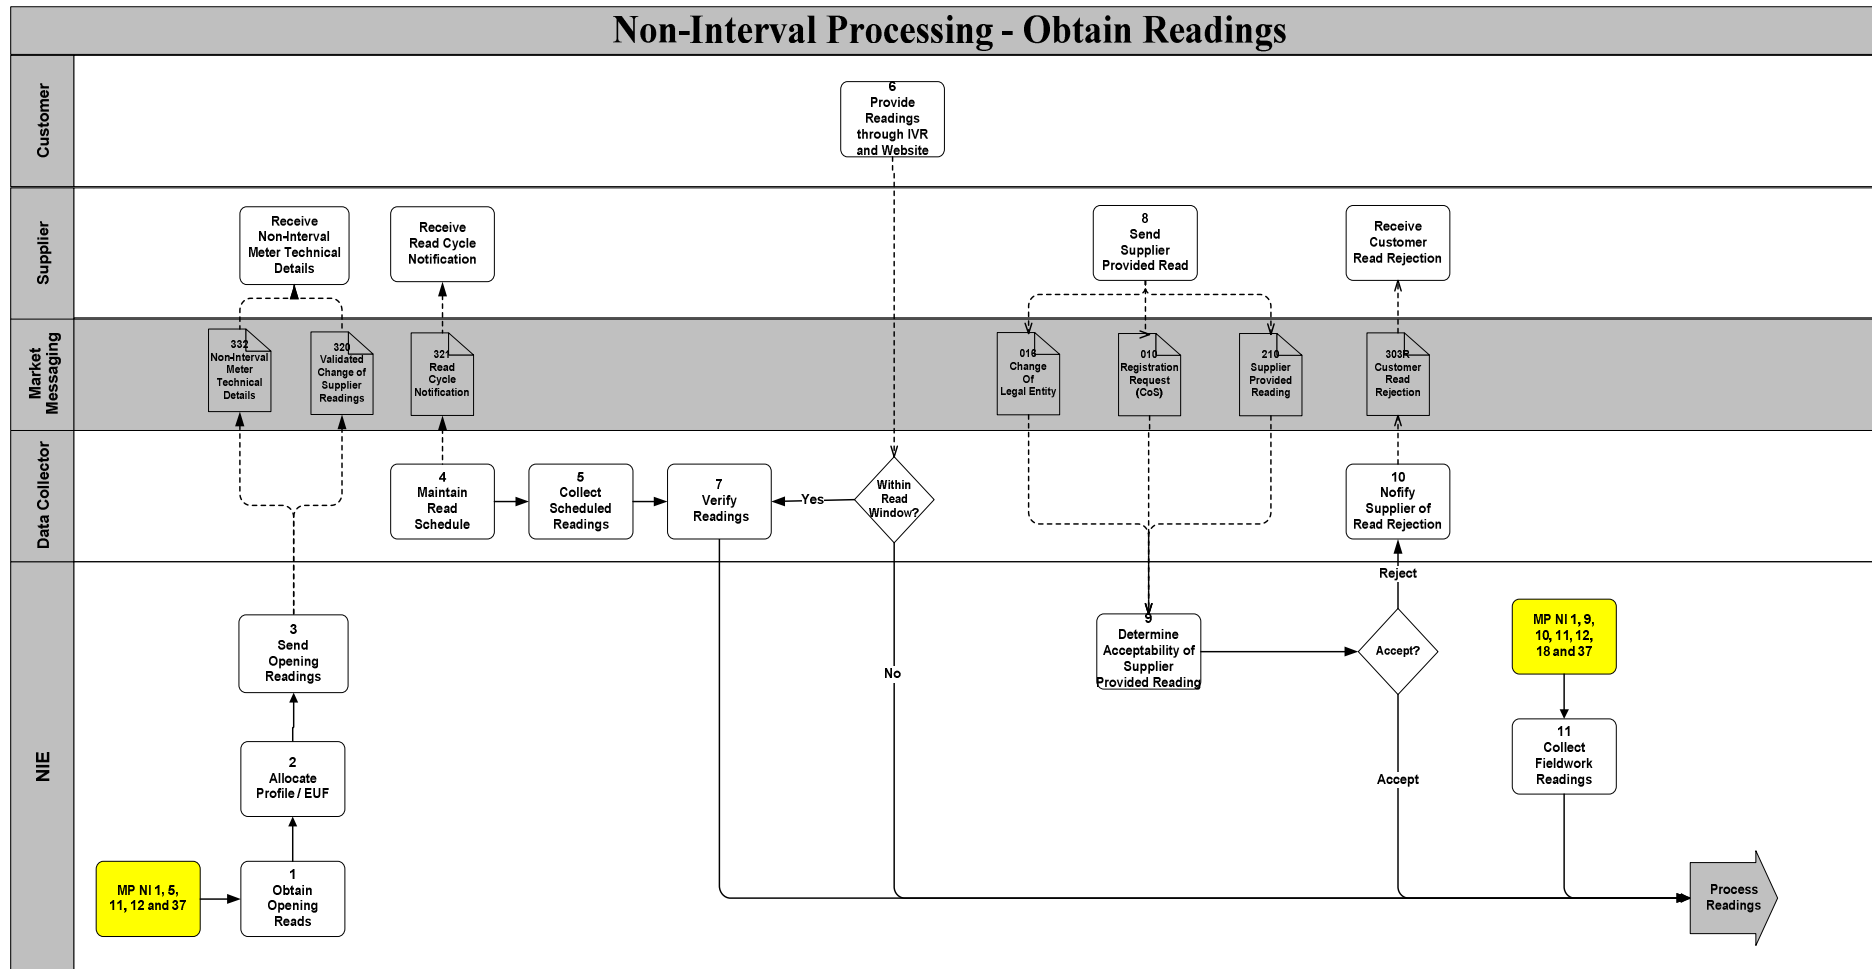 Non-Interval Processing - Obtain Readings
Customer
6
Provide
Readings
through IVR
and Website
Supplier
Receive
Non-Interval
Meter Technical
Details
Receive
Read Cycle
Notification
8
Send
Supplier
Provided Read
Receive
Customer
Read Rejection
Market
Messaging
332
Non-Interval
Meter
Technical
Details
320
Validated
Change of
Supplier
Readings
321
Read
Cycle
Notification
016
Change
Of
Legal Entity
010
Registration
Request
(CoS)
210
Supplier
Provided
Reading
303R
Customer
Read
Rejection
Data Collector
4
Maintain
Read
Schedule
5
Collect
Scheduled
Readings
7
Verify
Readings
Yes
Within
Read
Window?
10
Nofify
Supplier of
Read Rejection
NIE
Reject
3
Send
Opening
Readings
No
9
Determine
Acceptability of
Supplier
Provided Reading
Accept?
MP NI 1, 9,
10, 11, 12,
18 and 37
2
Allocate
Profile / EUF
Accept
11
Collect
Fieldwork
Readings
MP NI 1, 5,
11, 12 and 37
1
Obtain
Opening
Reads
Process
Readings